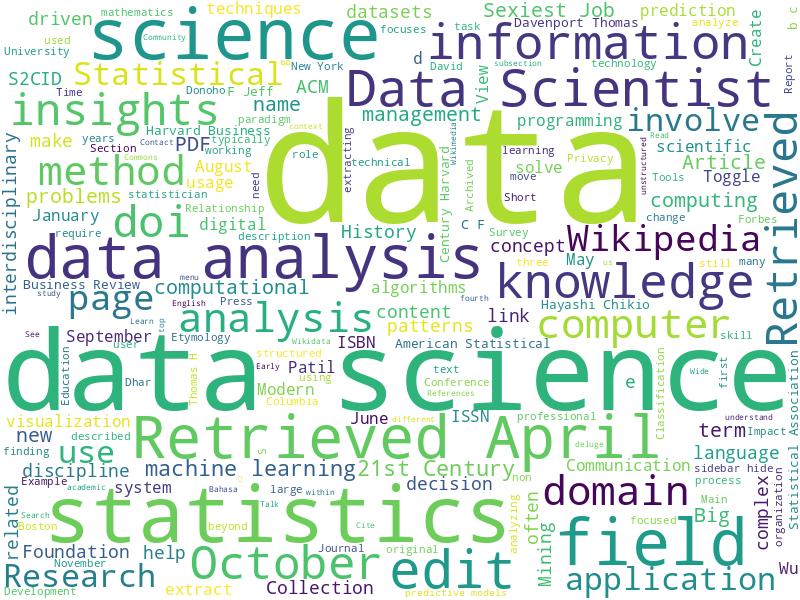 driven
mathematics
Community
techniques
datasets
Sexiest Job
Davenport Thomas
prediction
Create
b c
University
used
science
information
focuses
task
analyze
S2CID
Statistical
New York
d
David
View
subsection
technology
Report
Time
Donoho
F Jeff
ACM
Data Scientist
insights
name
paradigm
management
programming
involve
Retrieved
make
years
Contact
Harvard Business
context
data
Century Harvard
Wikimedia
learning
unstructured
Read
scientific
Section
PDF
typically
working
Commons
role
extracting
technical
solve
Privacy
Article
Tools
method
August
usage
need
move
Archived
Short
Toggle
computing
interdisciplinary
problems
statistician
Relationship
doi
digital
History
C F
change
Forbes
January
require
description
Survey
concept
Wikipedia
data analysis
three
May
us
still
many
Business Review
menu
computational
algorithms
knowledge
page
study
English
Press
content
fourth
Hayashi Chikio
link
skill
September
See
Learn
top
Etymology
analysis
patterns
computer
user
Wikidata
ISBN
American Statistical
Education
Dhar
Thomas H
structured
Early
Patil
text
Conference
References
e
Classification
Wide
first
data science
Modern
using
Columbia
visualization
new
described
June
different
ISSN
professional
term
Impact
understand
Statistical Association
finding
use
Retrieved April
s
deluge
non
Communication
language
sidebar hide
discipline
machine learning
21st Century
decision
often
process
Example
academic
system
large
within
domain
complex
organization
related
Search
Bahasa
Talk
Cite
analyzing
Mining
Main
focused
Big
Boston
statistics
beyond
original
Foundation
help
November
October
Journal
edit
field
Wu
Research
extract
Collection
application
Development
predictive models